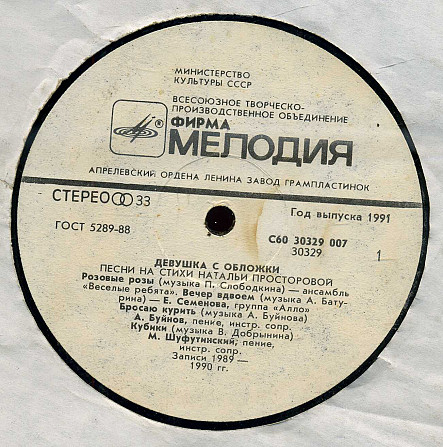 МИНИСТЕРСТВО
КУЛЬТУРЫ СССР
ВСЕСОЮЗНОЕ ТВОРЧЕСКО-
ПРОИЗВОДСТВЕННОЕ ОБЪЕДИНЕНИЕ
® ФИРМА
МЕЛОДИЯ
АПРЕЛЕВСКИЙ ОРДЕНА ЛЕНИНА ЗАВОД ГРАМПЛАСТИНОК
СТЕРЕО 33
Год выпуска 1991
ГОСТ 5289-88
С60 30329 007
30329
1
ДЕВУШКА С ОБЛОЖКИ
ПЕСНИ НА СТИХИ НАТАЛЬИ ПРОСТОРОВОЙ
Розовые розы (музыка П. Слободкина) — ансамбль
«Веселые ребята». Вечер вдвоем (музыка А. Бату-
рина) — Е. Семенова, группа «Алло»
Бросаю курить (музыка А. Буйнова)
А. Буйнов, пение, инстр. сопр.
Кубики (музыка В. Добрынина)
М. Шуфутинский, пение,
инстр. сопр.
Записи 1989—
1990 гг.